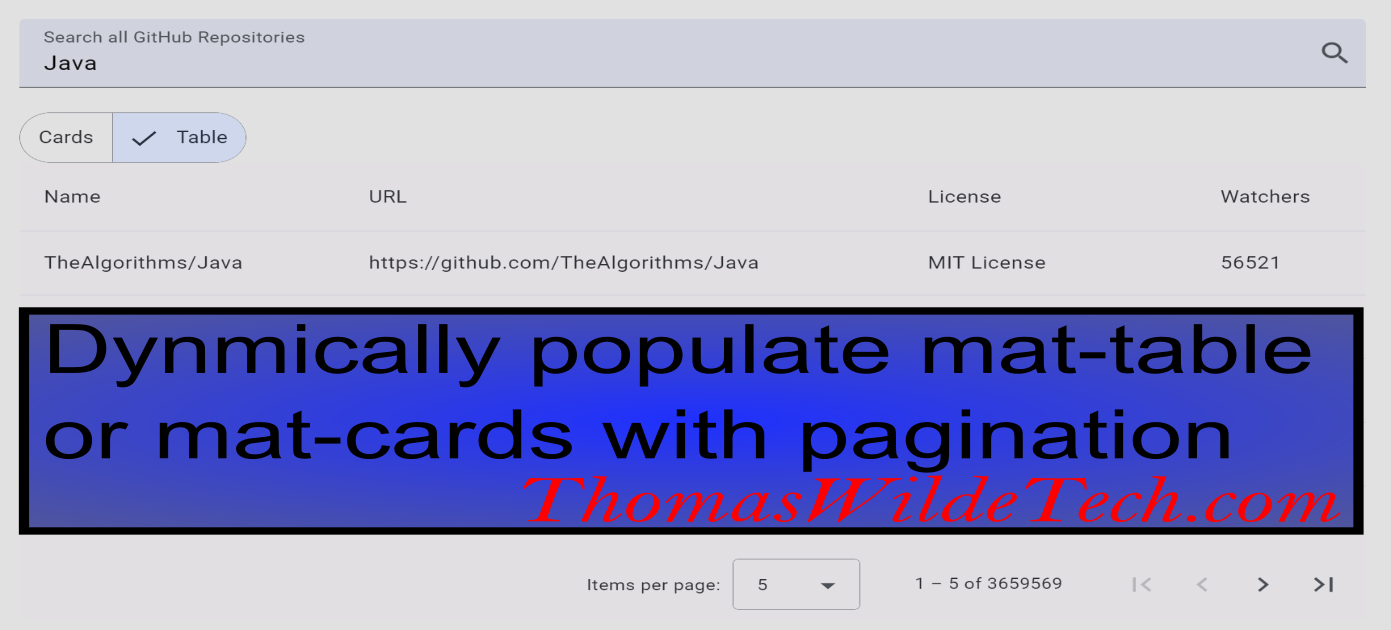 Search all GitHub Repositories
Java
Cards Table
Name URL License Watchers
TheAlgorithms/Java https://github.com/TheAlgorithms/Java MIT License 56521
Dynmically populate mat-table
or mat-cards with pagination
ThomasWildeTech.com
Items per page: 5 1 – 5 of 3659569